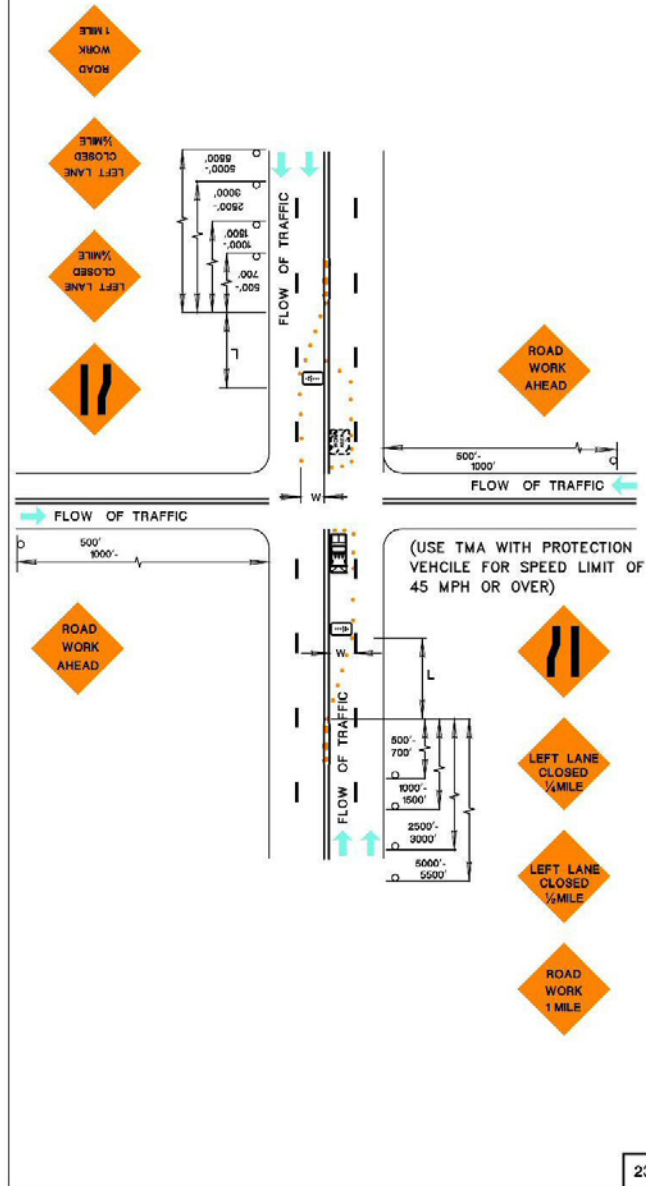 ROAD
WORK
1 MILE
LEFT LANE
CLOSED
½MILE
LEFT LANE
CLOSED
¼MILE
5000'-
5500'
2500'-
3000'
1000'-
1500'
500'-
700'
L
FLOW OF TRAFFIC
ROAD
WORK
AHEAD
500'-
1000'
FLOW OF TRAFFIC
W
FLOW OF TRAFFIC
500'
1000'-
(USE TMA WITH PROTECTION
VEHCILE FOR SPEED LIMIT OF
45 MPH OR OVER)
ROAD
WORK
AHEAD
W
L
FLOW OF TRAFFIC
500'-
700'
1000'-
1500'
2500'-
3000'
5000'-
5500'
LEFT LANE
CLOSED
¼MILE
LEFT LANE
CLOSED
½MILE
ROAD
WORK
1 MILE